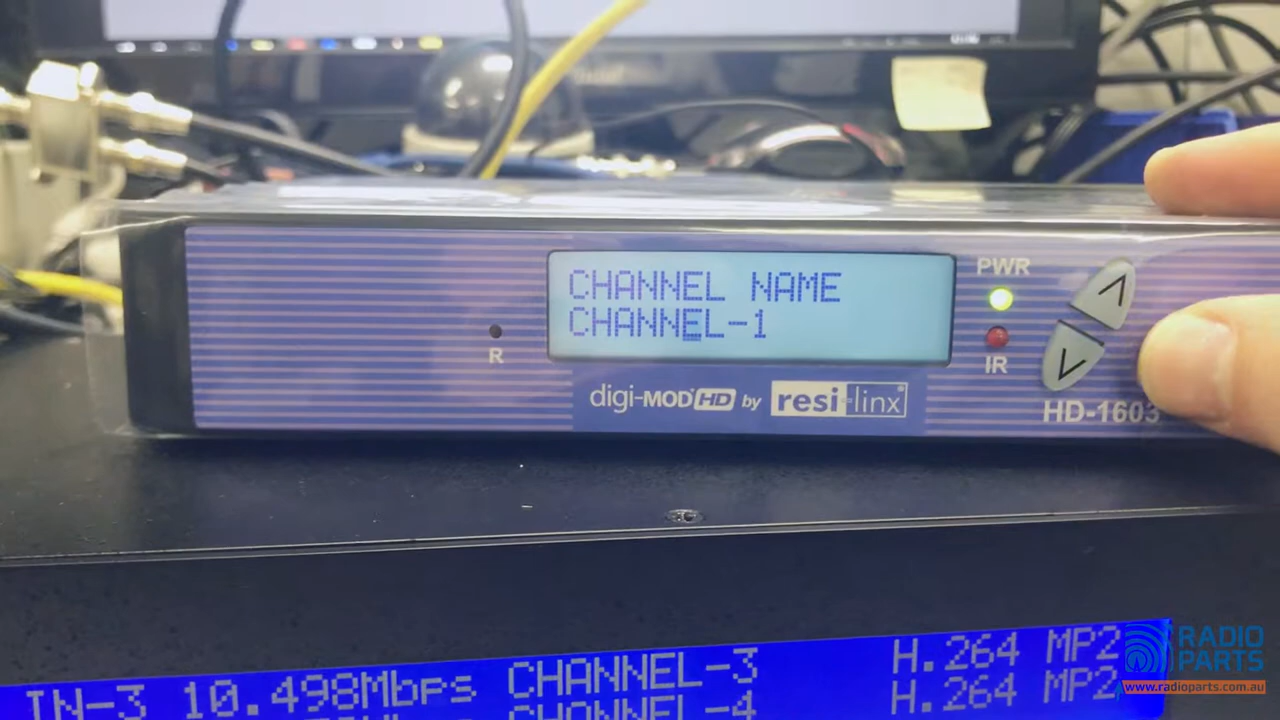 CHANNEL NAME
CHANNEL-1
PWR
R
IR
digi-MOD HD by resi-linx®
HD-1603
IN-3 10.498Mbps CHANNEL-3 H.264 MP2
CHANNEL-4 H.264 MP2
RADIO
PARTS
www.radioparts.com.au